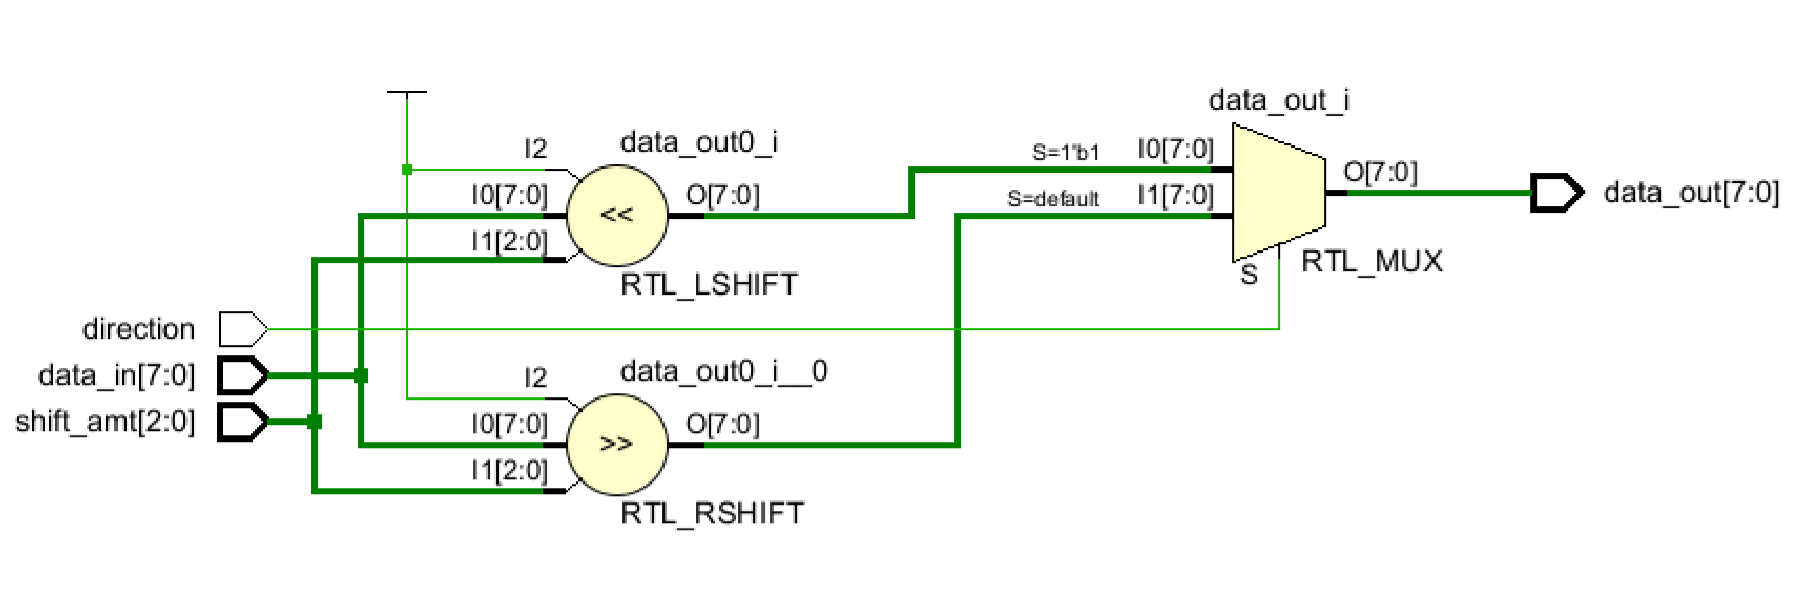 data_out_i
I2
data_out0_i
S=1'b1
I0[7:0]
O[7:0]
I0[7:0]
O[7:0]
S=default
I1[7:0]
data_out[7:0]
<<
I1[2:0]
RTL_LSHIFT
S
RTL_MUX
direction
data_in[7:0]
I2
data_out0_i__0
shift_amt[2:0]
I0[7:0]
O[7:0]
>>
I1[2:0]
RTL_RSHIFT